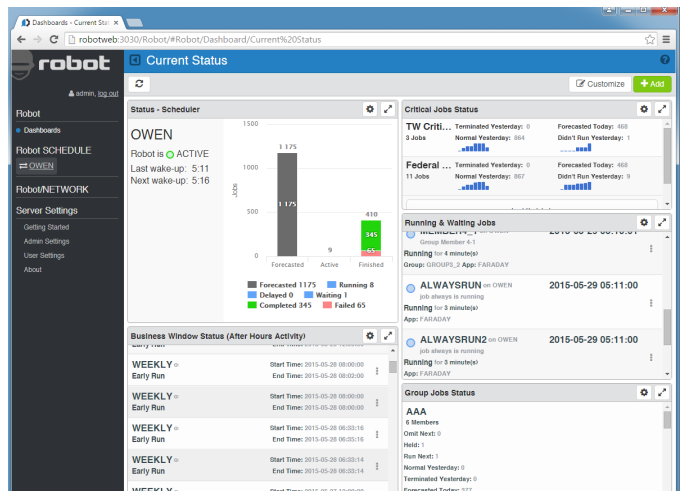 Dashboards - Current Stat
robotweb:3030/Robot/#Robot/Dashboard/Current%20Status
robot
admin, log out
Robot
Dashboards
Robot SCHEDULE
OWEN
Robot/NETWORK
Server Settings
Getting Started
Admin Settings
User Settings
About
Current Status
Customize
Add
Status - Scheduler
OWEN
Robot is ACTIVE
Last wake-up: 5:11
Next wake-up: 5:16
1500
1000
500
0
Jobs
1 175
1 175
9
410
345
65
Forecasted Active Finished
Forecasted 1175 Running 8
Delayed 0 Waiting 1
Completed 345 Failed 65
Business Window Status (After Hours Activity)
Early Run
WEEKLY Start Time: 2015-05-28 08:00:00
Early Run End Time: 2015-05-28 08:02:00
WEEKLY Start Time: 2015-05-28 08:00:00
Early Run End Time: 2015-05-28 08:00:00
WEEKLY Start Time: 2015-05-28 06:33:16
Early Run End Time: 2015-05-28 06:33:16
WEEKLY Start Time: 2015-05-28 06:33:14
Early Run End Time: 2015-05-28 06:33:14
WEEKLY
Critical Jobs Status
TW Criti... Terminated Yesterday: 0 Forecasted Today: 468
3 Jobs Normal Yesterday: 864 Didn't Run Yesterday: 1
Federal ... Terminated Yesterday: 0 Forecasted Today: 468
11 Jobs Normal Yesterday: 867 Didn't Run Yesterday: 9
Running & Waiting Jobs
Group Member 4-1
Running for 4 minute(s)
Group: GROUP3_2 App: FARADAY
ALWAYSRUN on OWEN 2015-05-29 05:11:00
job always is running
Running for 3 minute(s)
App: FARADAY
ALWAYSRUN2 on OWEN 2015-05-29 05:11:00
job always is running
Running for 3 minute(s)
App: FARADAY
Group Jobs Status
AAA
6 Members
Omit Next: 0
Held: 1
Run Next: 1
Normal Yesterday: 0
Terminated Yesterday: 0
Forecasted Today: 577